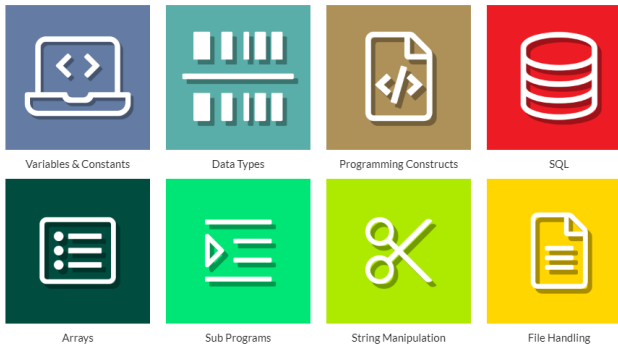 Variables & Constants
Data Types
Programming Constructs
SQL
Arrays
Sub Programs
String Manipulation
File Handling